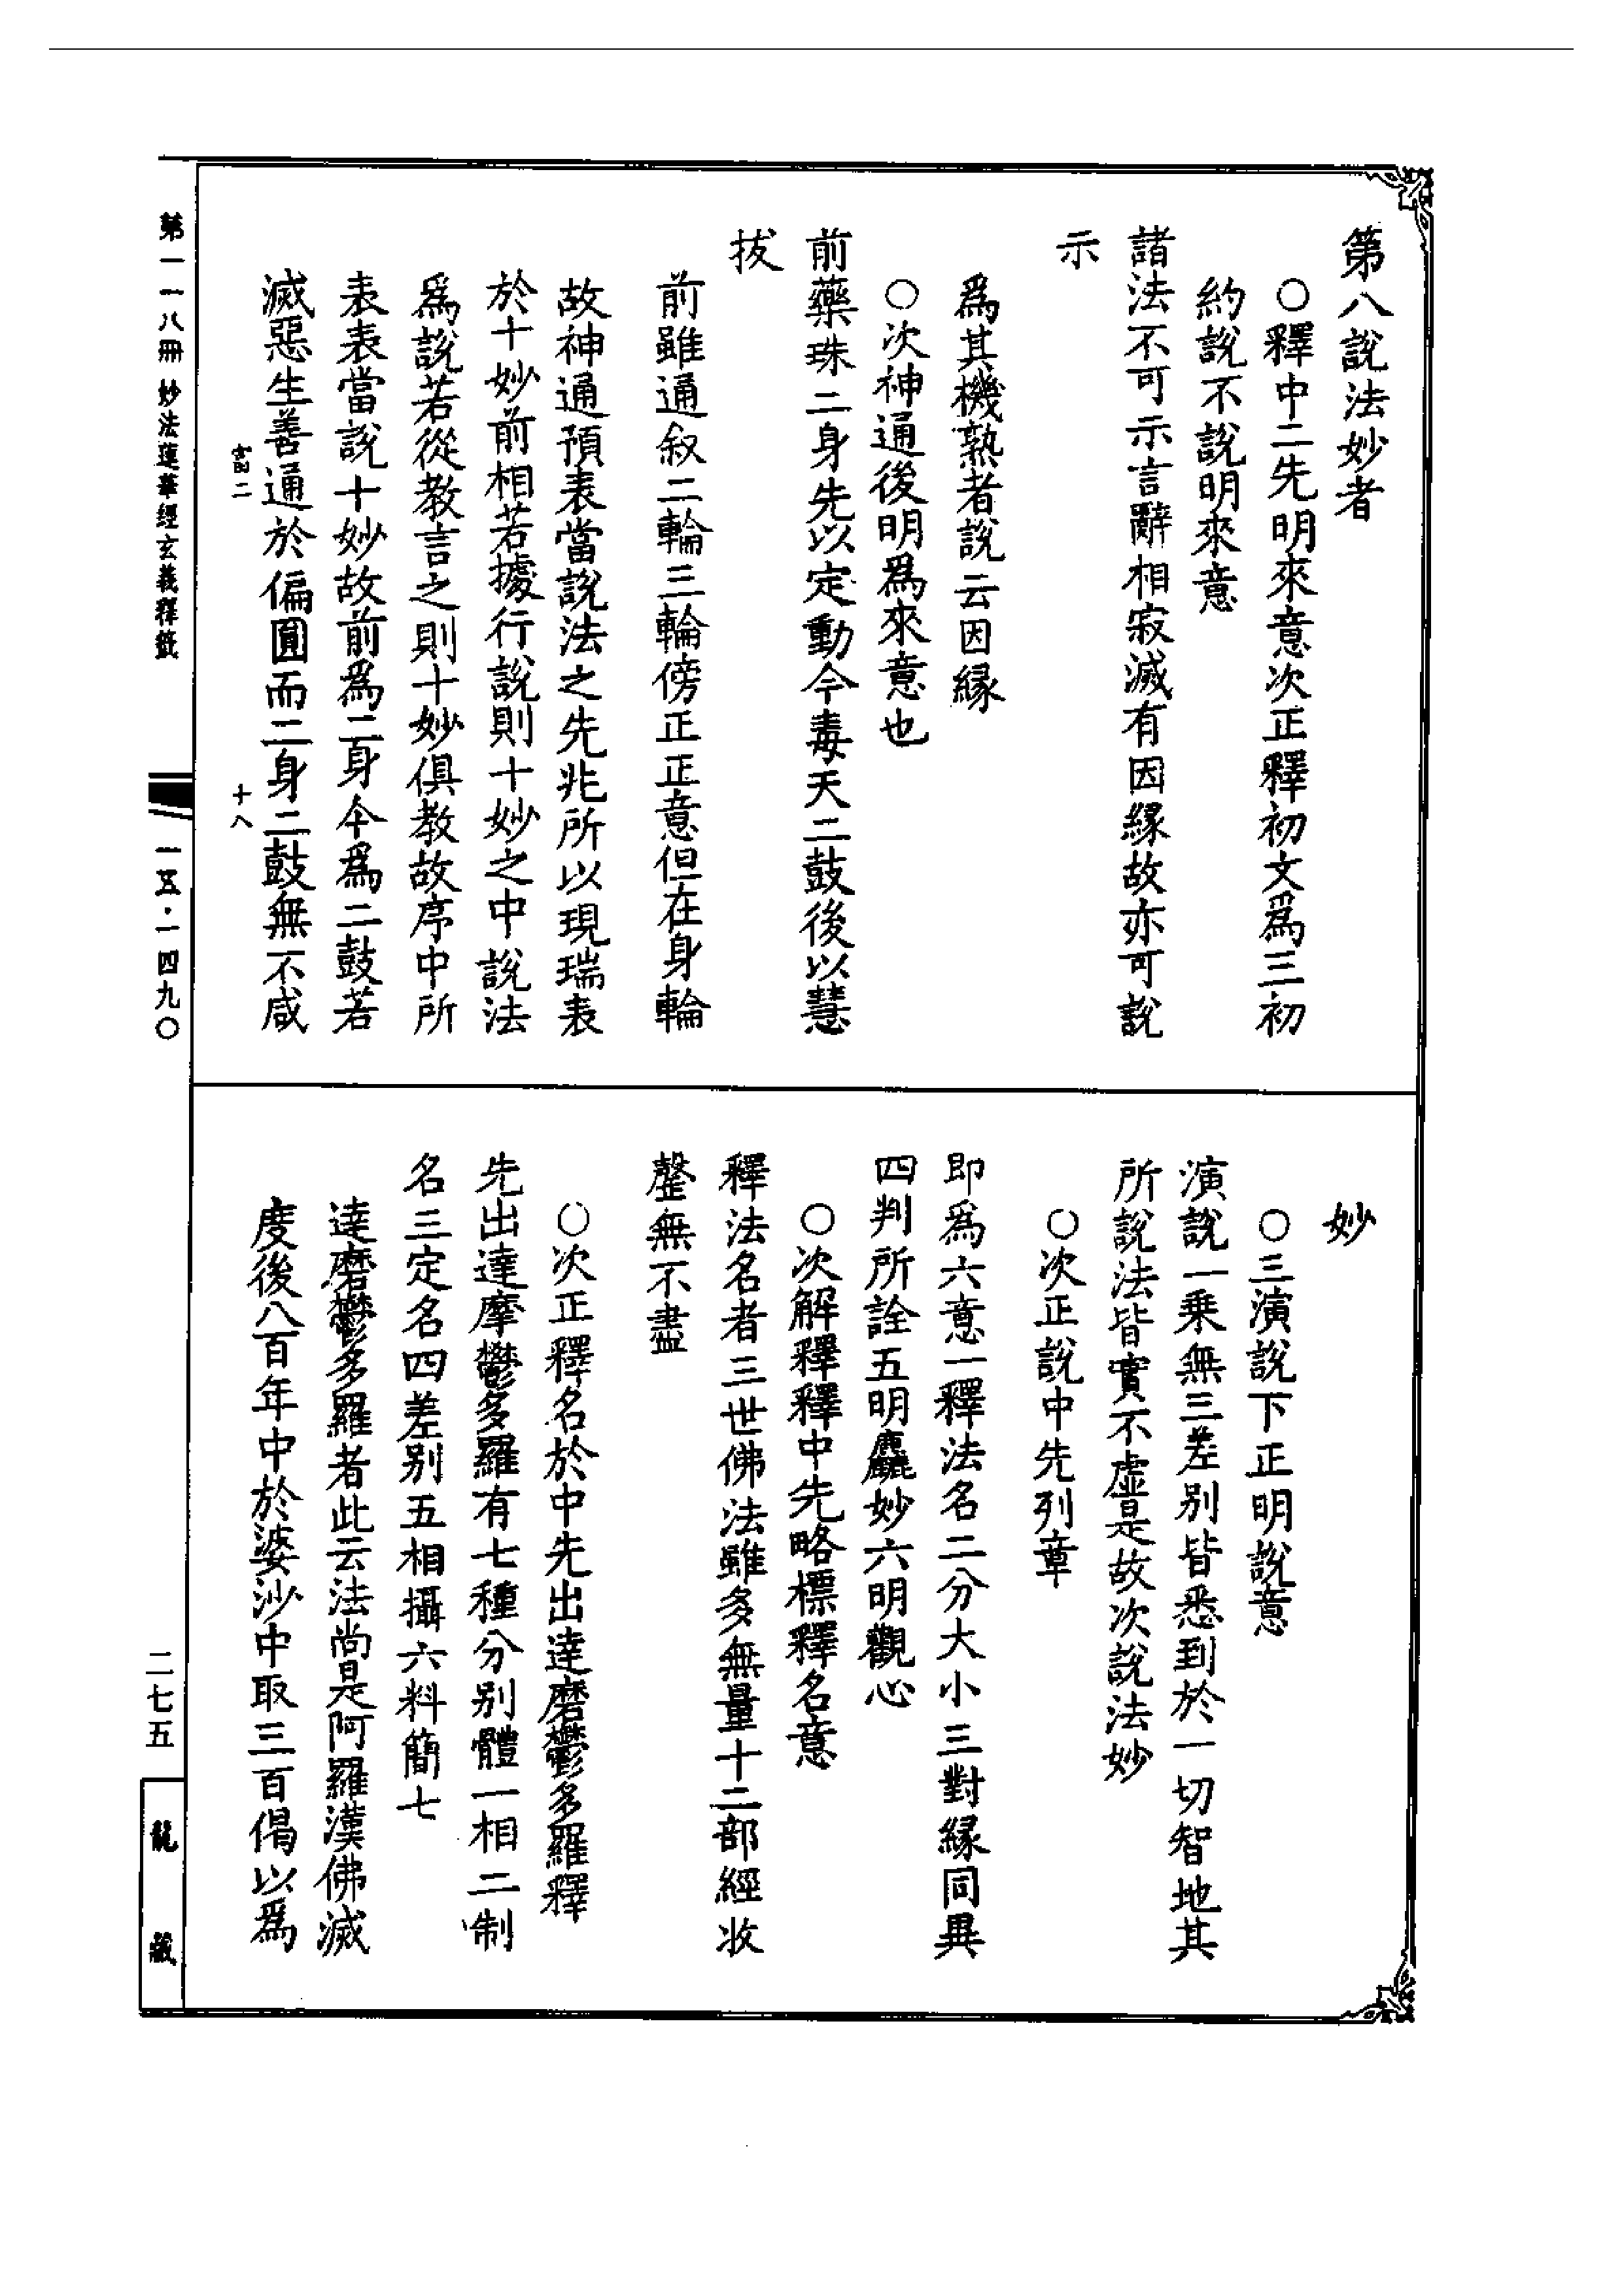 第八說法妙者
〇釋中二先明來意次正釋初文爲三初
約說不說明來意
諸法不可示言辭相寂滅有因緣故亦可說
示
爲其機熟者說云因緣
〇次神通後明爲來意也
前藥珠二身先以定動今毒天二鼓後以慧
拔
前雖通叙二輪三輪傍正正意但在身輪
故神通預表當說法之先兆所以現瑞表
於十妙前相若據行說則十妙之中說法
爲說若從教言之則十妙俱教故序中所
表表當說十妙故前爲二身今爲二鼓若
滅惡生善通於偏圓而二身二鼓無不咸
妙
〇三演說下正明說意
演說一乘無三差別皆悉到於一切智地其
所說法皆實不虛是故次說法妙
〇次正說中先列章
即爲六意一釋法名二分大小三對緣同異
四判所詮五明麤妙六明觀心
〇次解釋釋中先略標釋名意
釋法名者三世佛法雖多無量十二部經收
罄無不盡
〇次正釋名於中先出達磨鬱多羅釋
先出達摩鬱多羅有七種分別體一相二制
名三定名四差別五相攝六料簡七
達磨鬱多羅者此云法尚是阿羅漢佛滅
度後八百年中於婆沙中取三百偈以爲
第一一八冊 妙法蓮華經玄義釋籤
一五·一四九〇
二七五
龍藏
十八